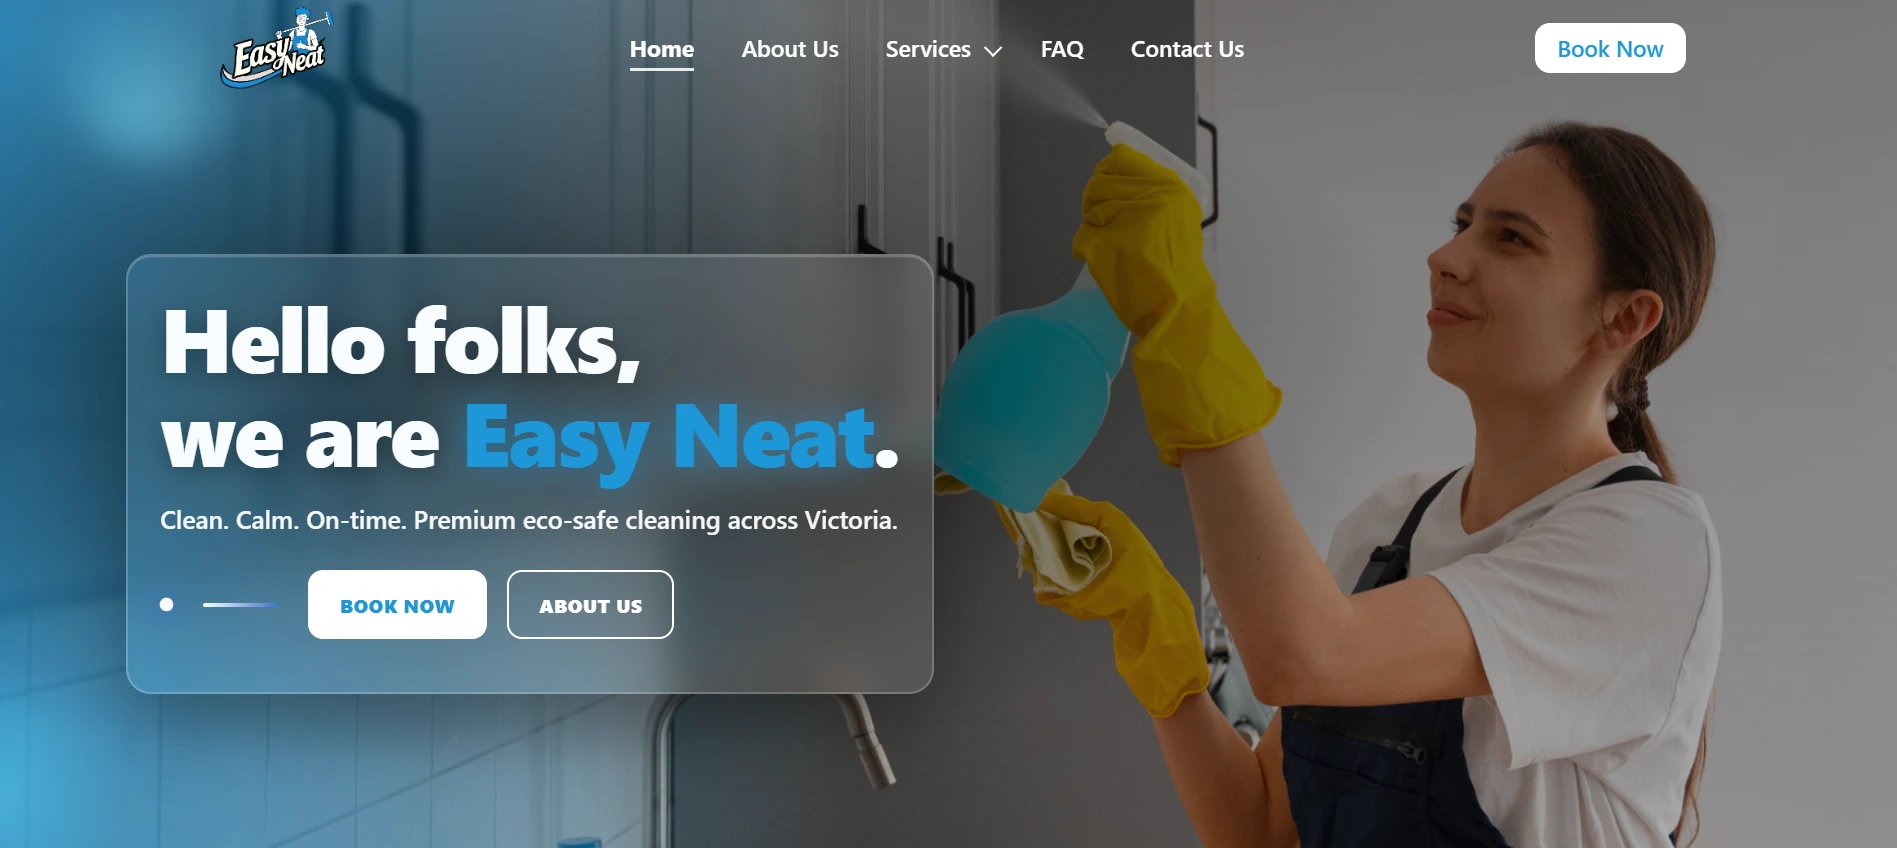 Easy
Neat
Home
About Us
Services
FAQ
Contact Us
Book Now
Hello folks,
we are Easy Neat.
Clean. Calm. On-time. Premium eco-safe cleaning across Victoria.
BOOK NOW
ABOUT US